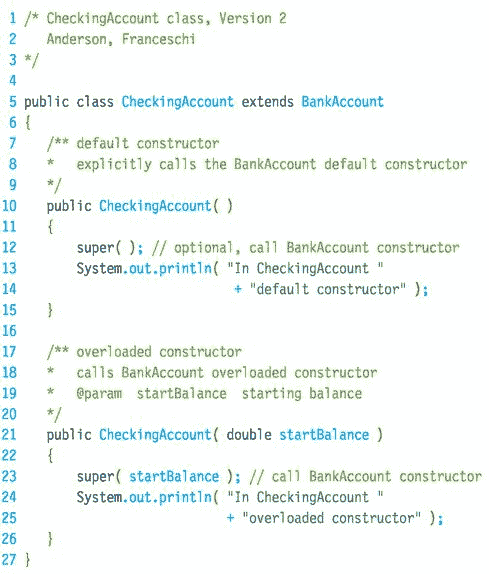 1 /* CheckingAccount class, Version 2
2    Anderson, Franceschi
3 */
4
5 public class CheckingAccount extends BankAccount
6 {
7    /** default constructor
8    *   explicitly calls the BankAccount default constructor
9    */
10    public CheckingAccount( )
11    {
12       super( ); // optional, call BankAccount constructor
13       System.out.println( "In CheckingAccount "
14                           + "default constructor" );
15    }
16
17    /** overloaded constructor
18    *   calls BankAccount overloaded constructor
19    *   @param  startBalance  starting balance
20    */
21    public CheckingAccount( double startBalance )
22    {
23       super( startBalance ); // call BankAccount constructor
24       System.out.println( "In CheckingAccount "
25                           + "overloaded constructor" );
26    }
27 }